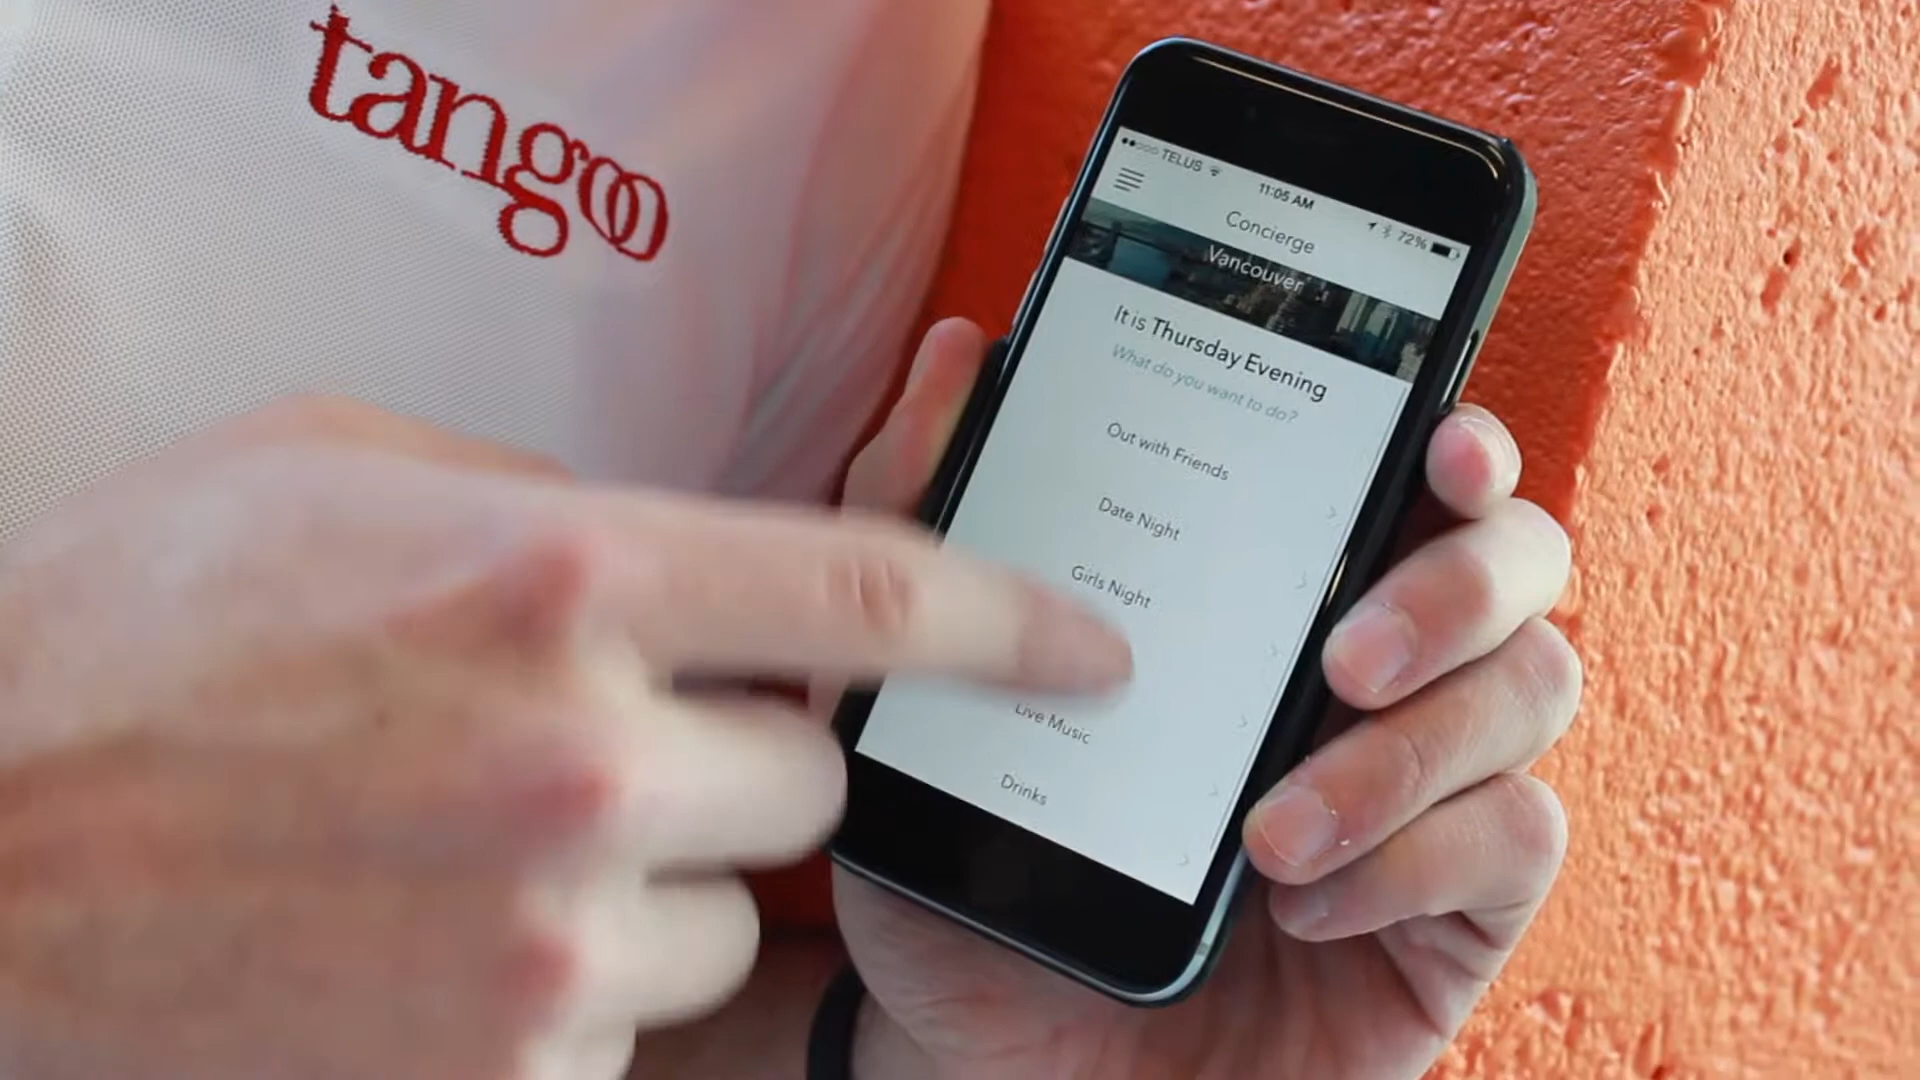 tangoo
TELUS 11:05 AM 72%
Concierge
Vancouver
It is Thursday Evening
What do you want to do?
Out with Friends
Date Night
Girls Night
Live Music
Drinks